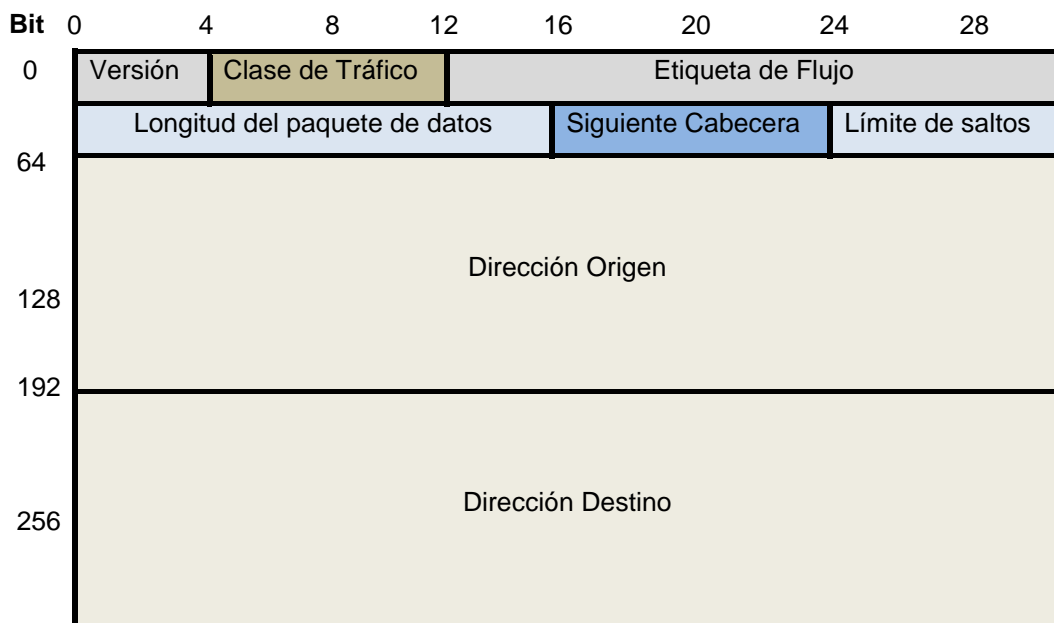 Bit 0 4 8 12 16 20 24 28
0 Versión Clase de Tráfico Etiqueta de Flujo
Longitud del paquete de datos Siguiente Cabecera Límite de saltos
64
Dirección Origen
128
192
Dirección Destino
256